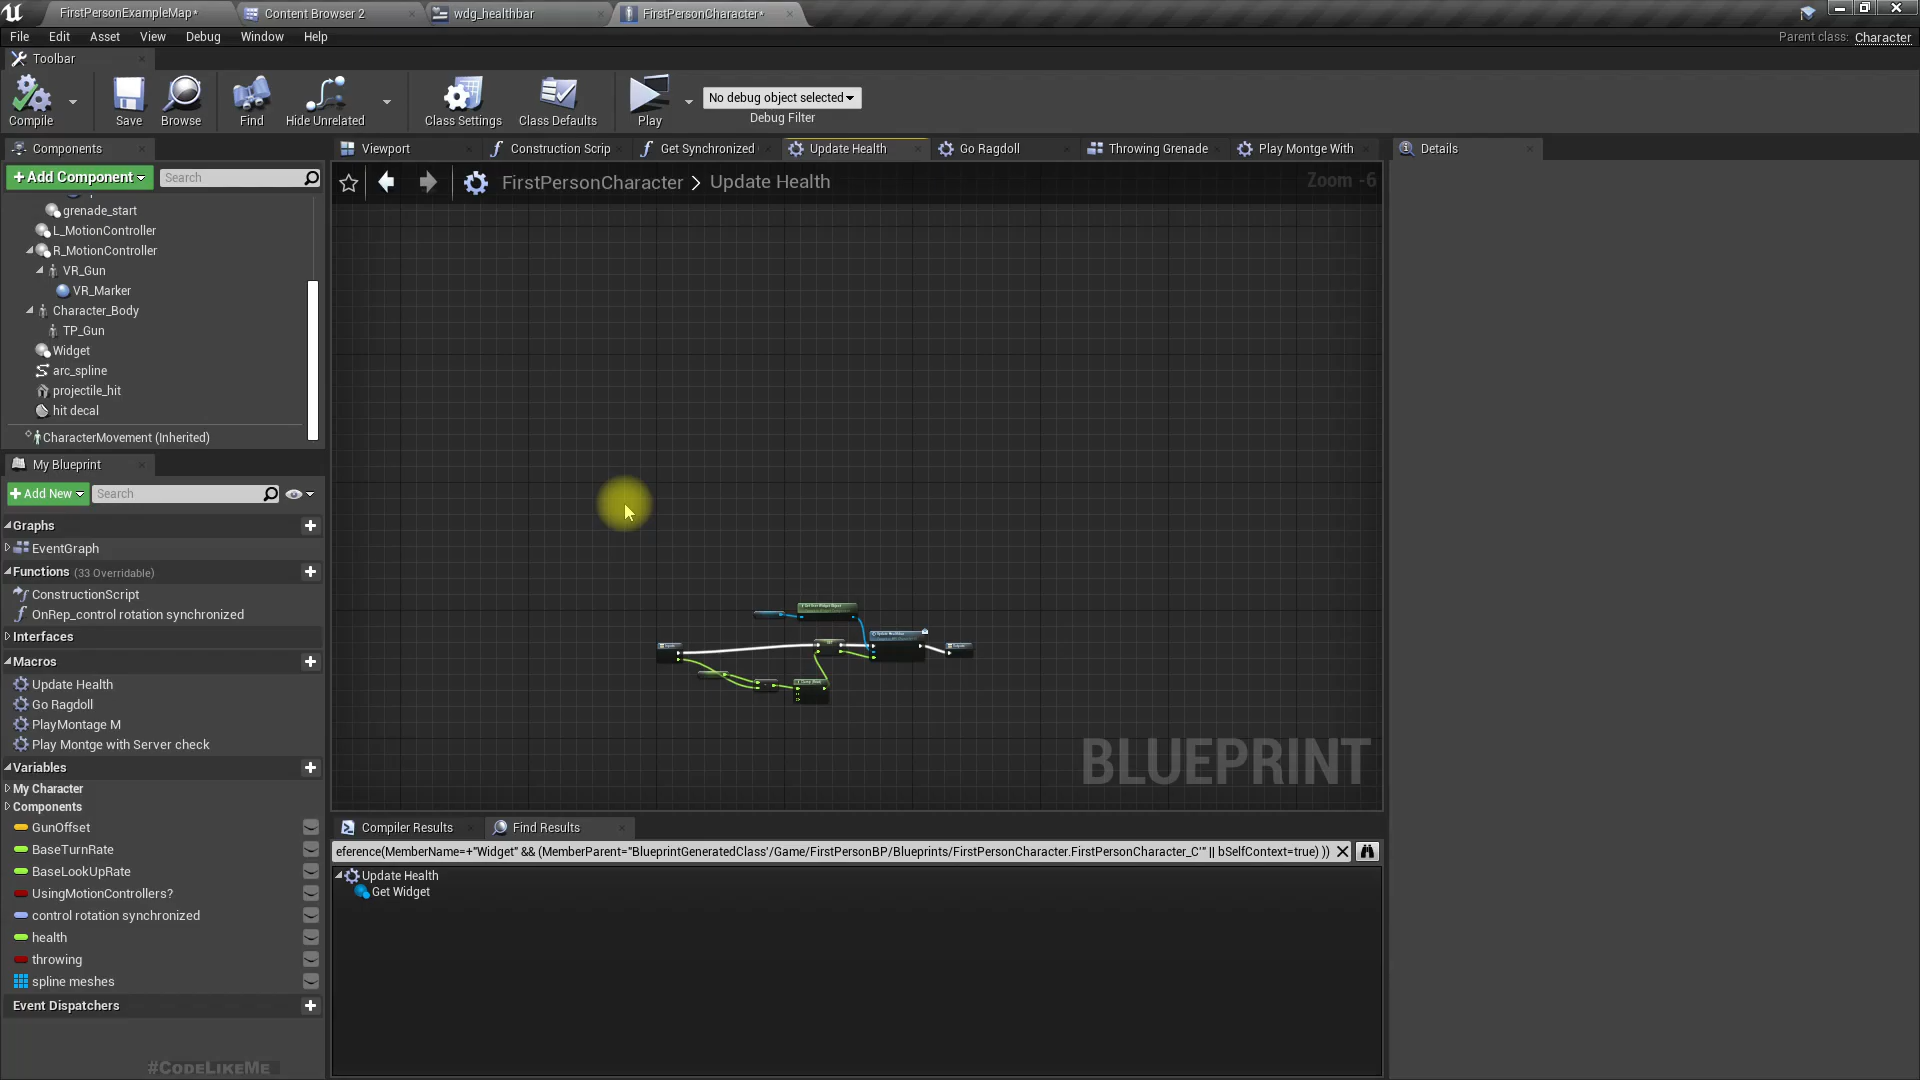 FirstPersonExampleMap*
Content Browser 2
wdg_healthbar
FirstPersonCharacter*
File
Edit
Asset
View
Debug
Window
Help
Parent class:
Character
Toolbar
Compile
Save
Browse
Find
Hide Unrelated
Class Settings
Class Defaults
Play
No debug object selected
Debug Filter
Components
Viewport
Construction Scrip
Get Synchronized
Update Health
Go Ragdoll
Throwing Grenade
Play Montge With
Details
+Add Component
Search
FirstPersonCharacter
Update Health
Zoom -6
grenade_start
L_MotionController
R_MotionController
VR_Gun
VR_Marker
Character_Body
TP_Gun
Widget
arc_spline
projectile_hit
hit decal
CharacterMovement (Inherited)
My Blueprint
+Add New
Search
Graphs
EventGraph
Functions (33 Overridable)
ConstructionScript
OnRep_control rotation synchronized
Interfaces
Macros
Update Health
Go Ragdoll
PlayMontage M
Play Montge with Server check
Variables
My Character
Components
GunOffset
BaseTurnRate
BaseLookUpRate
UsingMotionControllers?
control rotation synchronized
health
throwing
spline meshes
Event Dispatchers
#CodeLikeMe
BLUEPRINT
Compiler Results
Find Results
eference(MemberName=+"Widget" && (MemberParent="BlueprintGeneratedClass'/Game/FirstPersonBP/Blueprints/FirstPersonCharacter.FirstPersonCharacter_C'" || bSelfContext=true) ))
Update Health
Get Widget